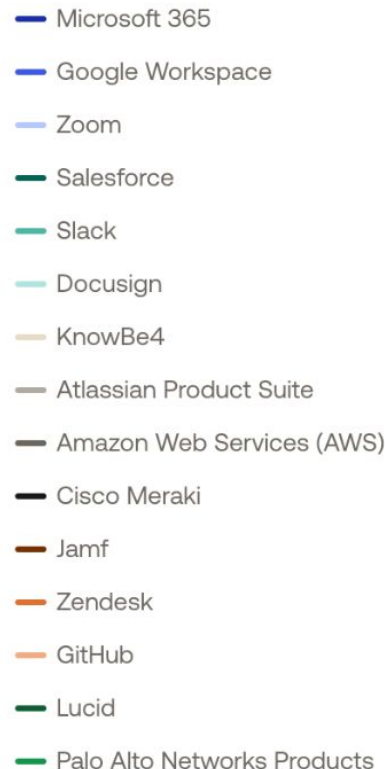 Microsoft 365
Google Workspace
Zoom
Salesforce
Slack
Docusign
KnowBe4
Atlassian Product Suite
Amazon Web Services (AWS)
Cisco Meraki
Jamf
Zendesk
GitHub
Lucid
Palo Alto Networks Products